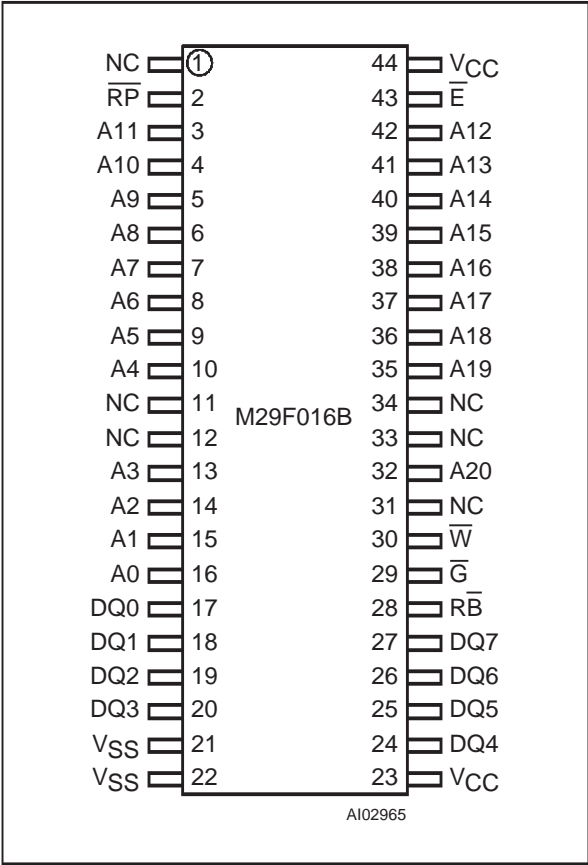 NC 1 44 VCC
R̅P̅ 2 43 E̅
A11 3 42 A12
A10 4 41 A13
A9 5 40 A14
A8 6 39 A15
A7 7 38 A16
A6 8 37 A17
A5 9 36 A18
A4 10 35 A19
NC 11 34 NC
M29F016B
NC 12 33 NC
A3 13 32 A20
A2 14 31 NC
A1 15 30 W̅
A0 16 29 G̅
DQ0 17 28 RB̅
DQ1 18 27 DQ7
DQ2 19 26 DQ6
DQ3 20 25 DQ5
VSS 21 24 DQ4
VSS 22 23 VCC
AI02965